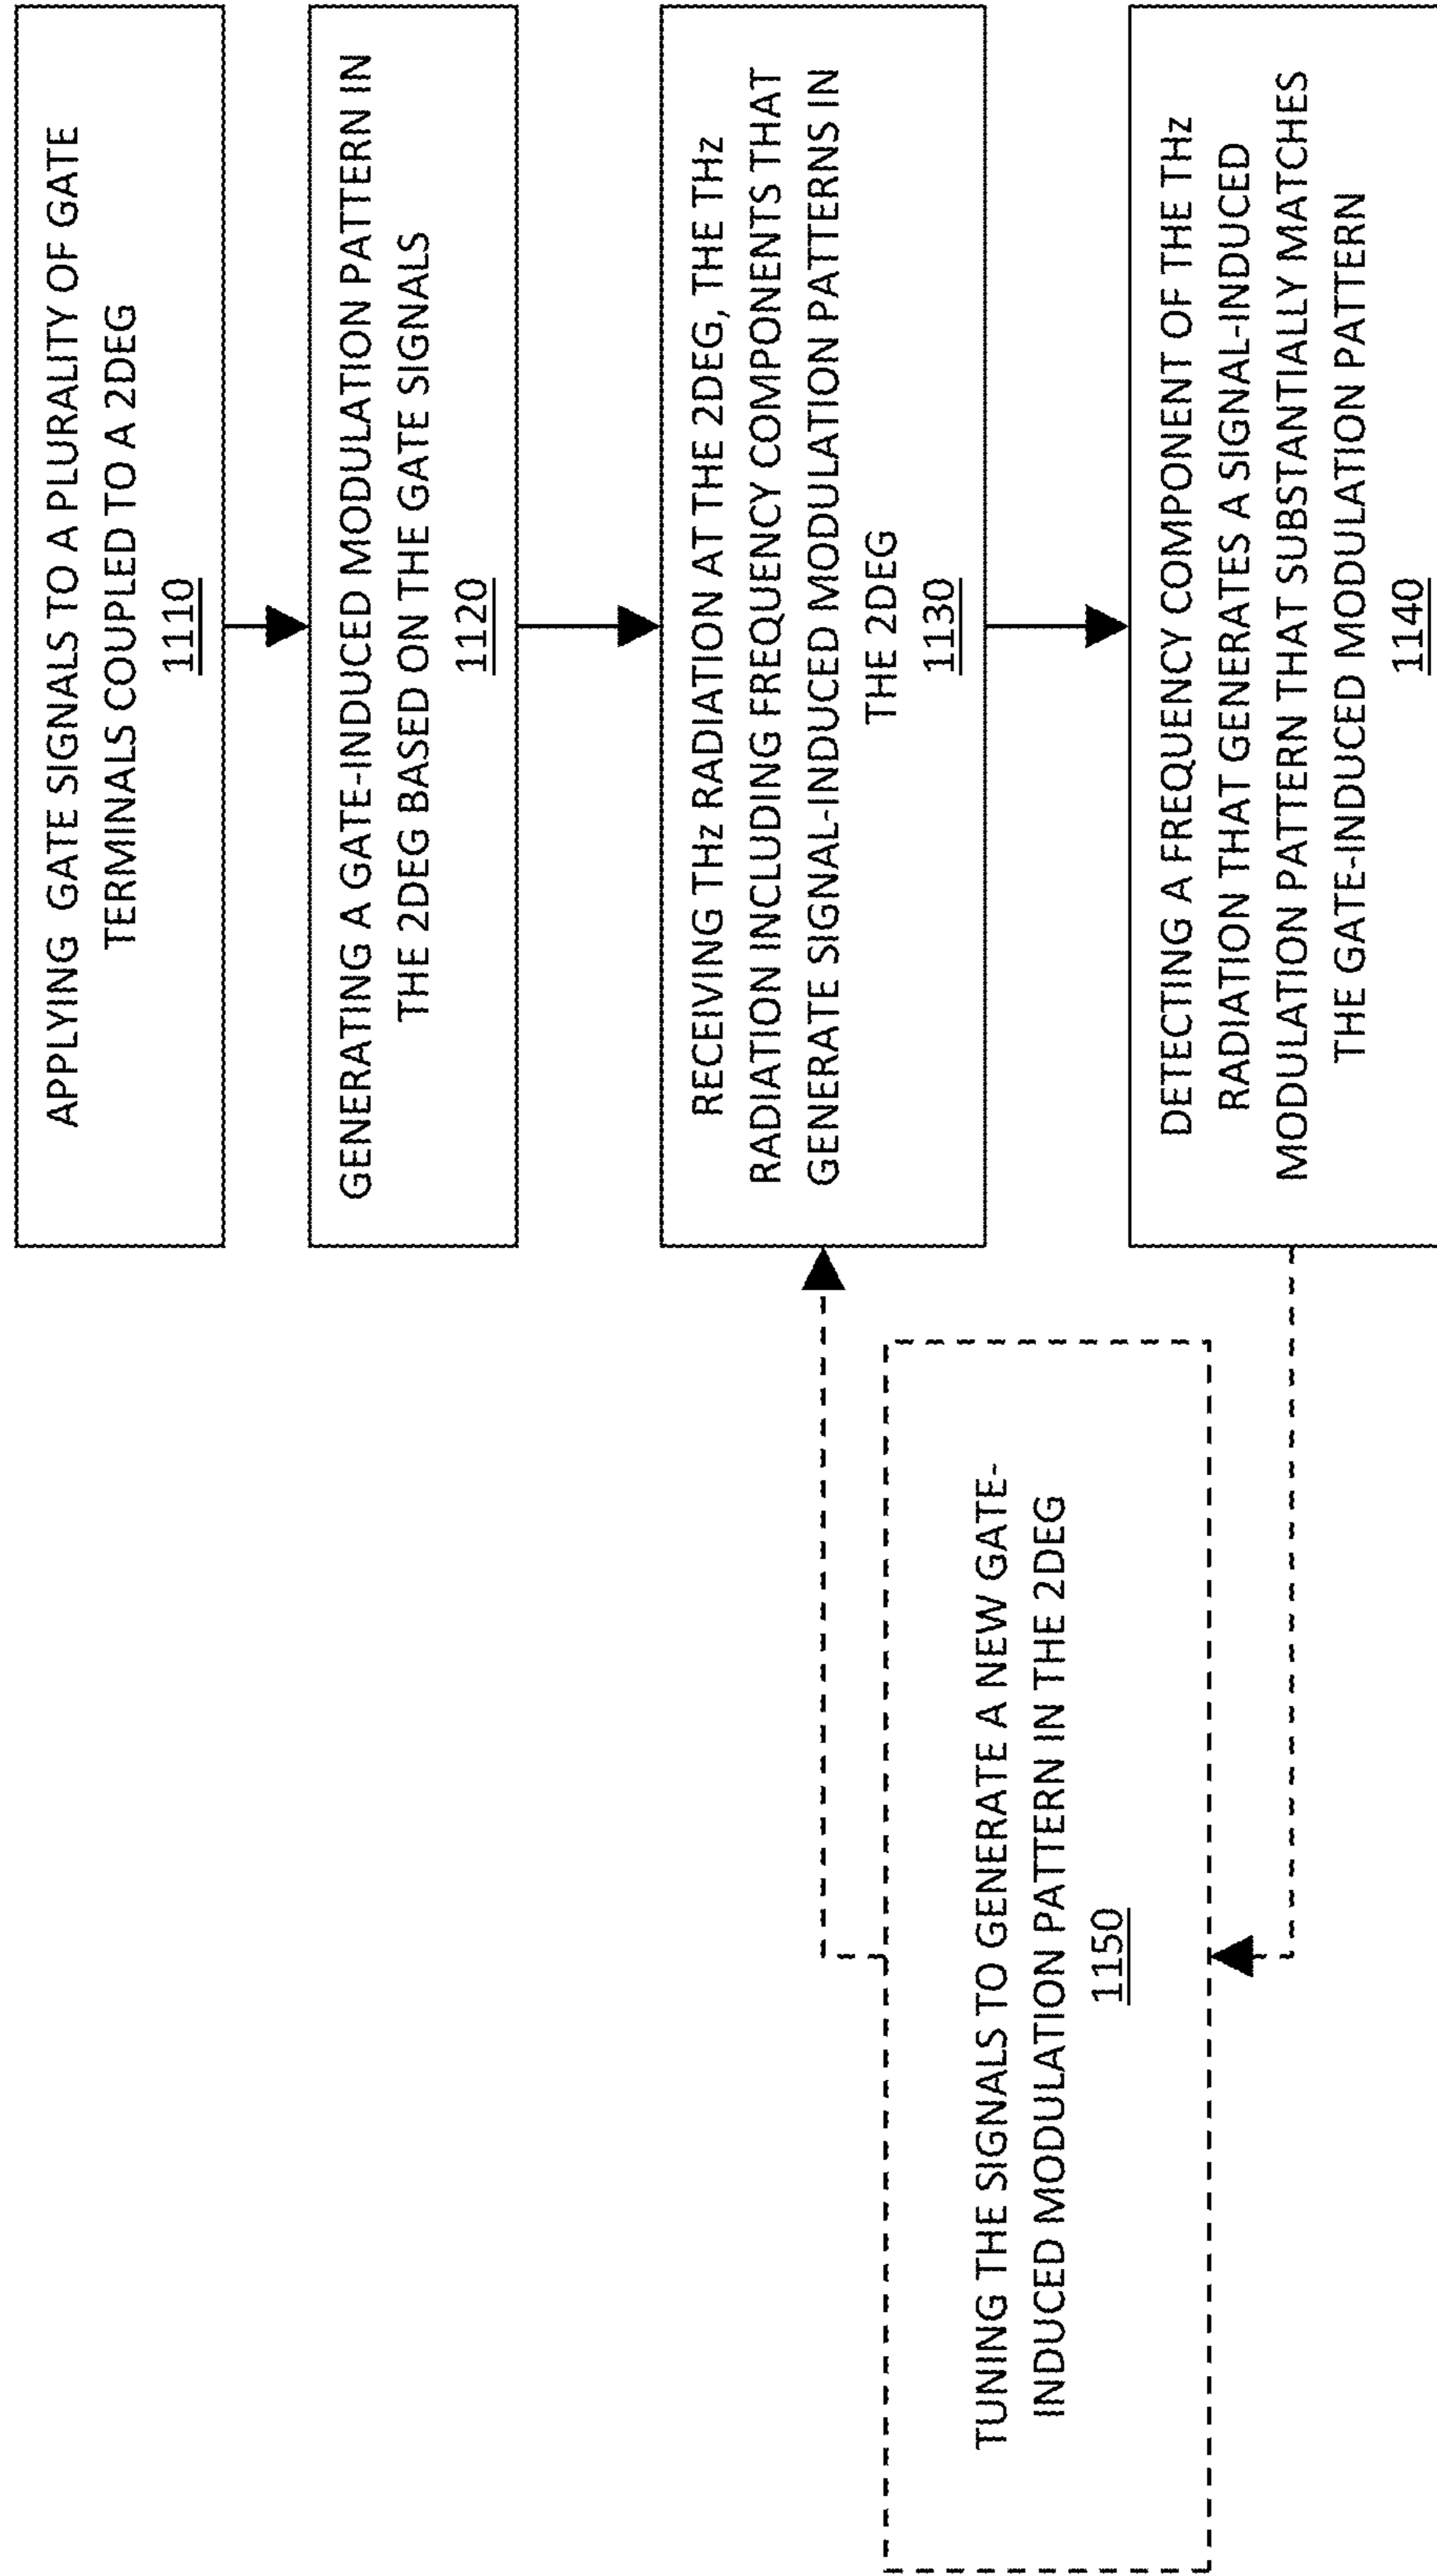 APPLYING GATE SIGNALS TO A PLURALITY OF GATE
TERMINALS COUPLED TO A 2DEG
1110
GENERATING A GATE-INDUCED MODULATION PATTERN IN
THE 2DEG BASED ON THE GATE SIGNALS
1120
RECEIVING THz RADIATION AT THE 2DEG, THE THz
RADIATION INCLUDING FREQUENCY COMPONENTS THAT
GENERATE SIGNAL-INDUCED MODULATION PATTERNS IN
THE 2DEG
1130
DETECTING A FREQUENCY COMPONENT OF THE THz
RADIATION THAT GENERATES A SIGNAL-INDUCED
MODULATION PATTERN THAT SUBSTANTIALLY MATCHES
THE GATE-INDUCED MODULATION PATTERN
1140
TUNING THE SIGNALS TO GENERATE A NEW GATE-
INDUCED MODULATION PATTERN IN THE 2DEG
1150